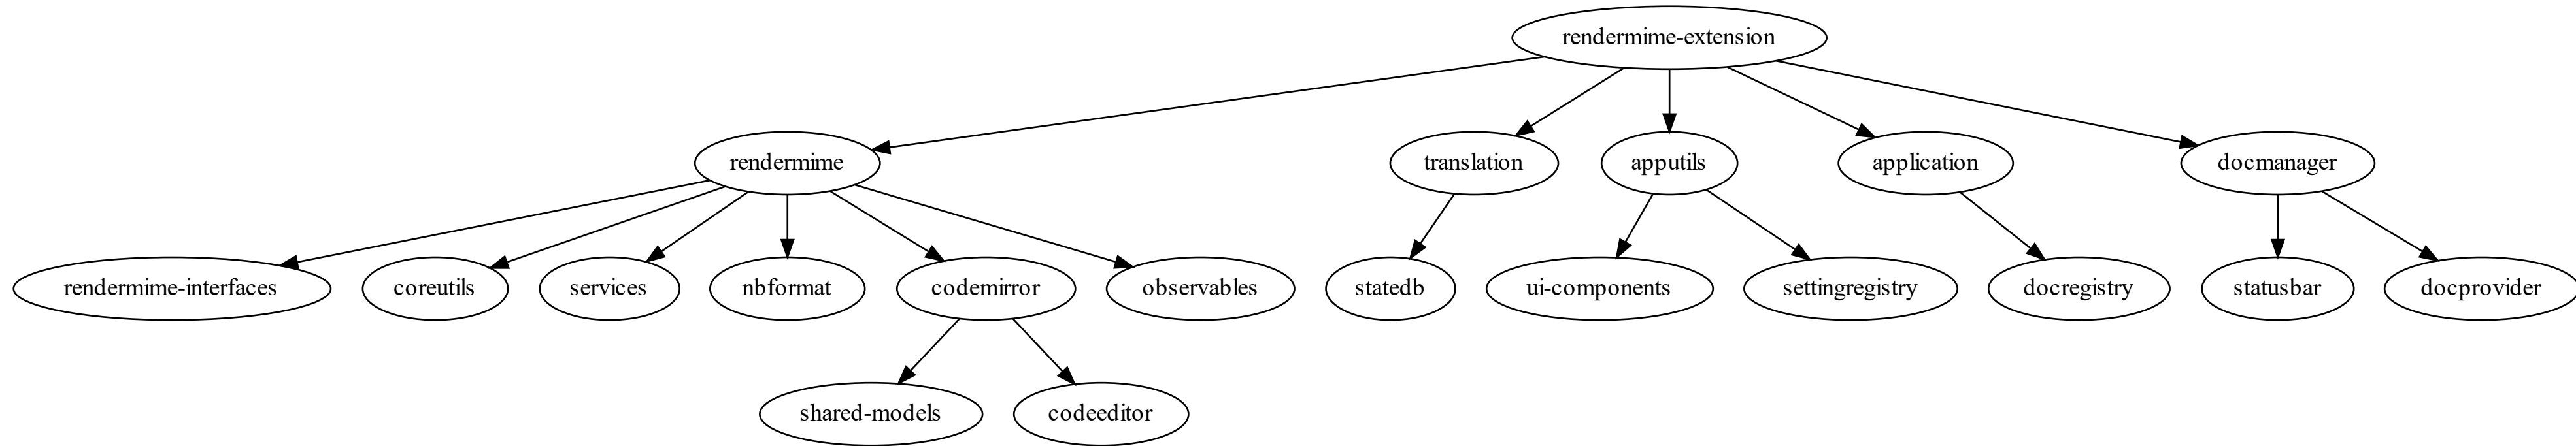 rendermime-extension
rendermime
translation
apputils
application
docmanager
rendermime-interfaces
coreutils
services
nbformat
codemirror
observables
statedb
ui-components
settingregistry
docregistry
statusbar
docprovider
shared-models
codeeditor